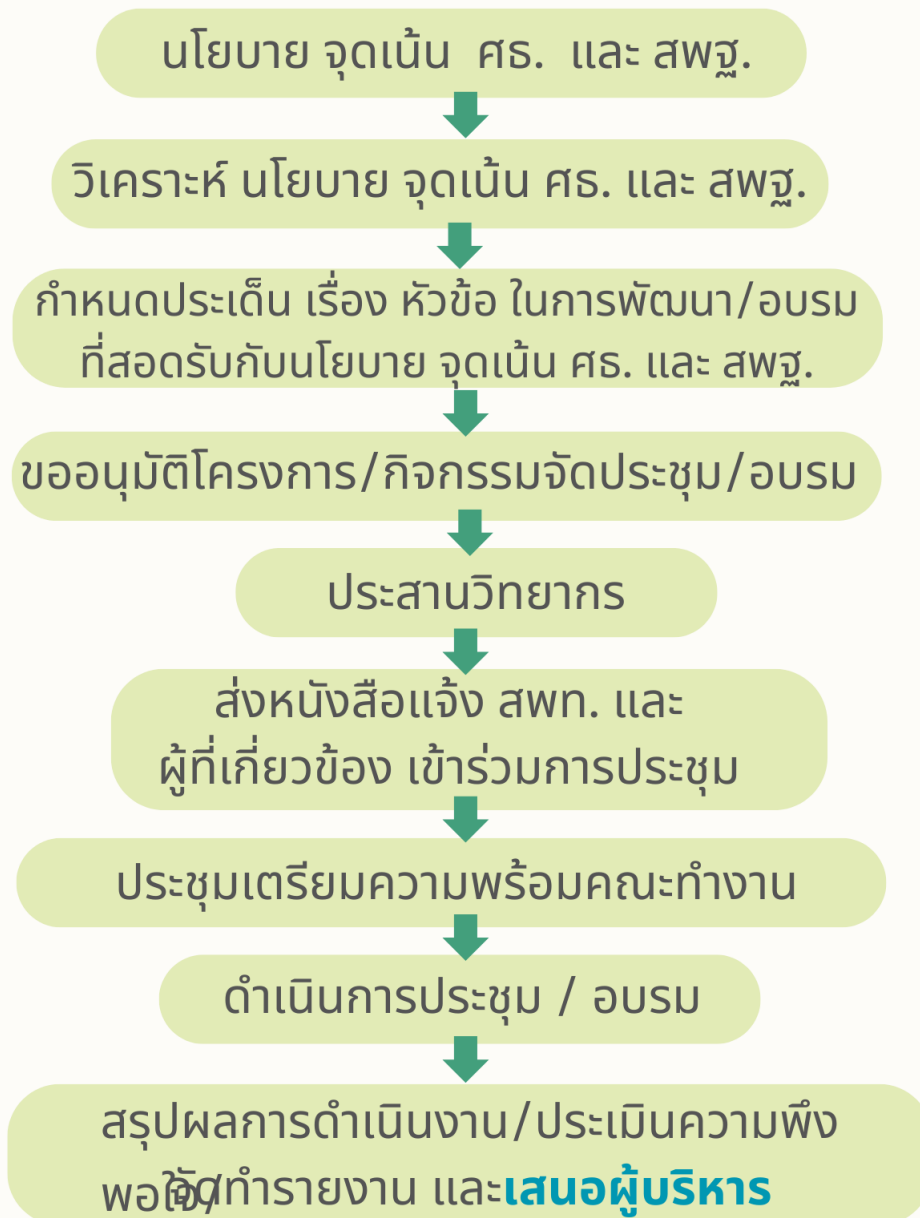 นโยบาย จุดเน้น ศธ. และ สพฐ.
วิเคราะห์ นโยบาย จุดเน้น ศธ. และ สพฐ.
กำหนดประเด็น เรื่อง หัวข้อ ในการพัฒนา/อบรม
ที่สอดรับกับนโยบาย จุดเน้น ศธ. และ สพฐ.
ขออนุมัติโครงการ/กิจกรรมจัดประชุม/อบรม
ประสานวิทยากร
ส่งหนังสือแจ้ง สพท. และ
ผู้ที่เกี่ยวข้อง เข้าร่วมการประชุม
ประชุมเตรียมความพร้อมคณะทำงาน
ดำเนินการประชุม / อบรม
สรุปผลการดำเนินงาน/ประเมินความพึง
พอใจ/
จัดทำรายงาน และเสนอผู้บริหาร